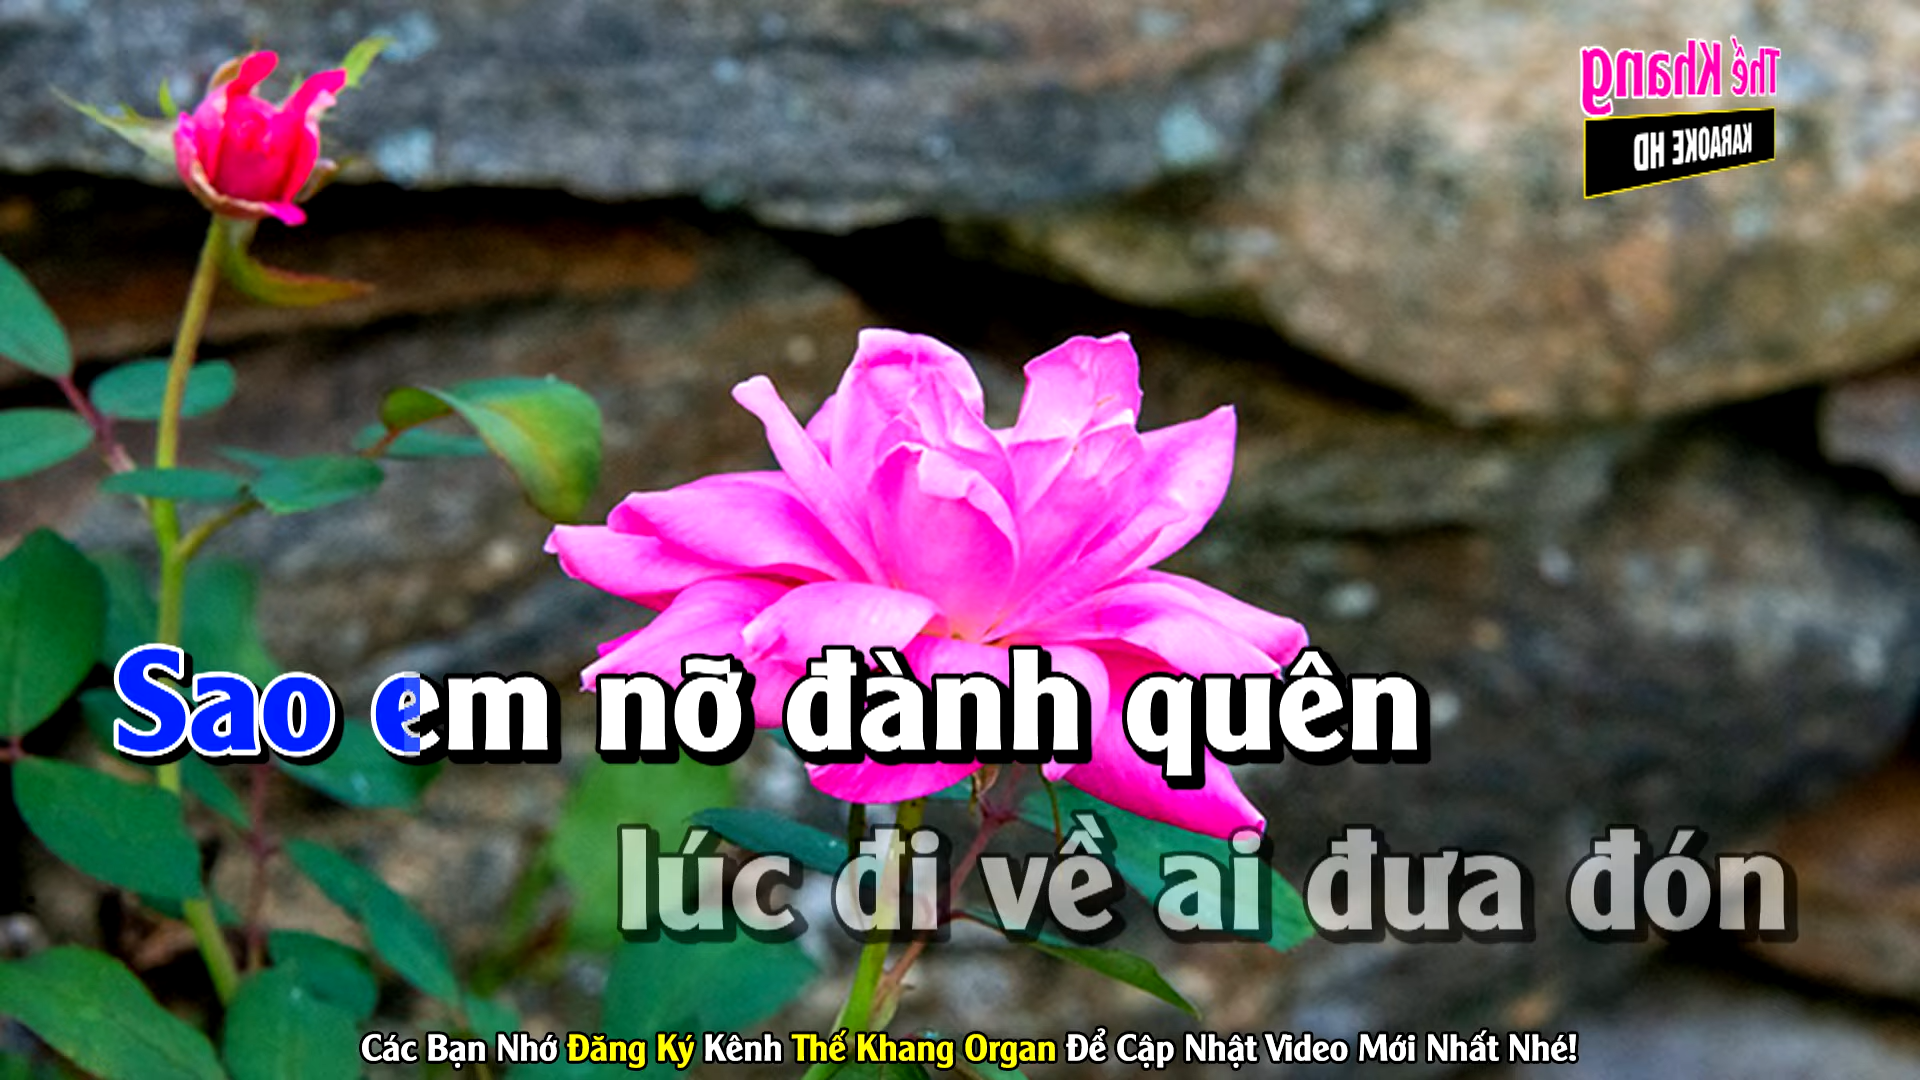 Thế Khang
KARAOKE HD
Sao em nỡ đành quên
lúc đi về ai đưa đón
Các Bạn Nhớ Đăng Ký Kênh Thế Khang Organ Để Cập Nhật Video Mới Nhất Nhé!